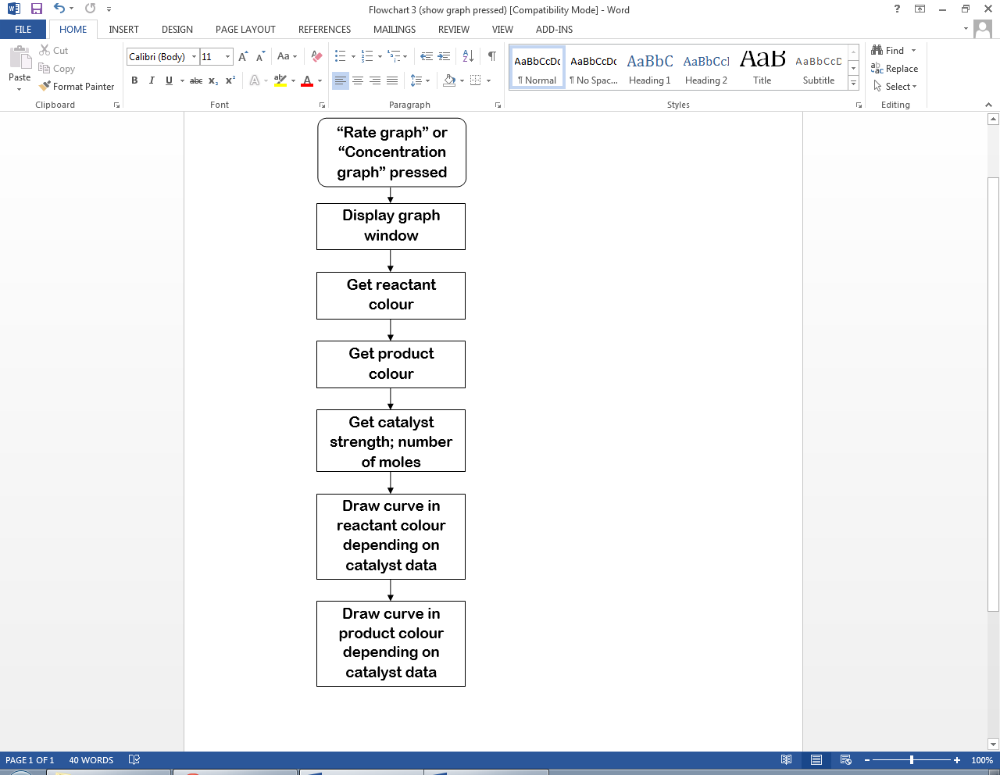 Flowchart 3 (show graph pressed) [Compatibility Mode] - Word
FILE HOME INSERT DESIGN PAGE LAYOUT REFERENCES MAILINGS REVIEW VIEW ADD-INS
Paste
Cut
Copy
Format Painter
Clipboard
Calibri (Body) 11
Font
Paragraph
AaBbCcDc AaBbCcDc AaBbC AaBbCcI AaB AaBbCcD
¶ Normal ¶ No Spac... Heading 1 Heading 2 Title Subtitle
Styles
Find
Replace
Select
Editing
“Rate graph” or
“Concentration
graph” pressed
Display graph
window
Get reactant
colour
Get product
colour
Get catalyst
strength; number
of moles
Draw curve in
reactant colour
depending on
catalyst data
Draw curve in
product colour
depending on
catalyst data
PAGE 1 OF 1 40 WORDS 100%